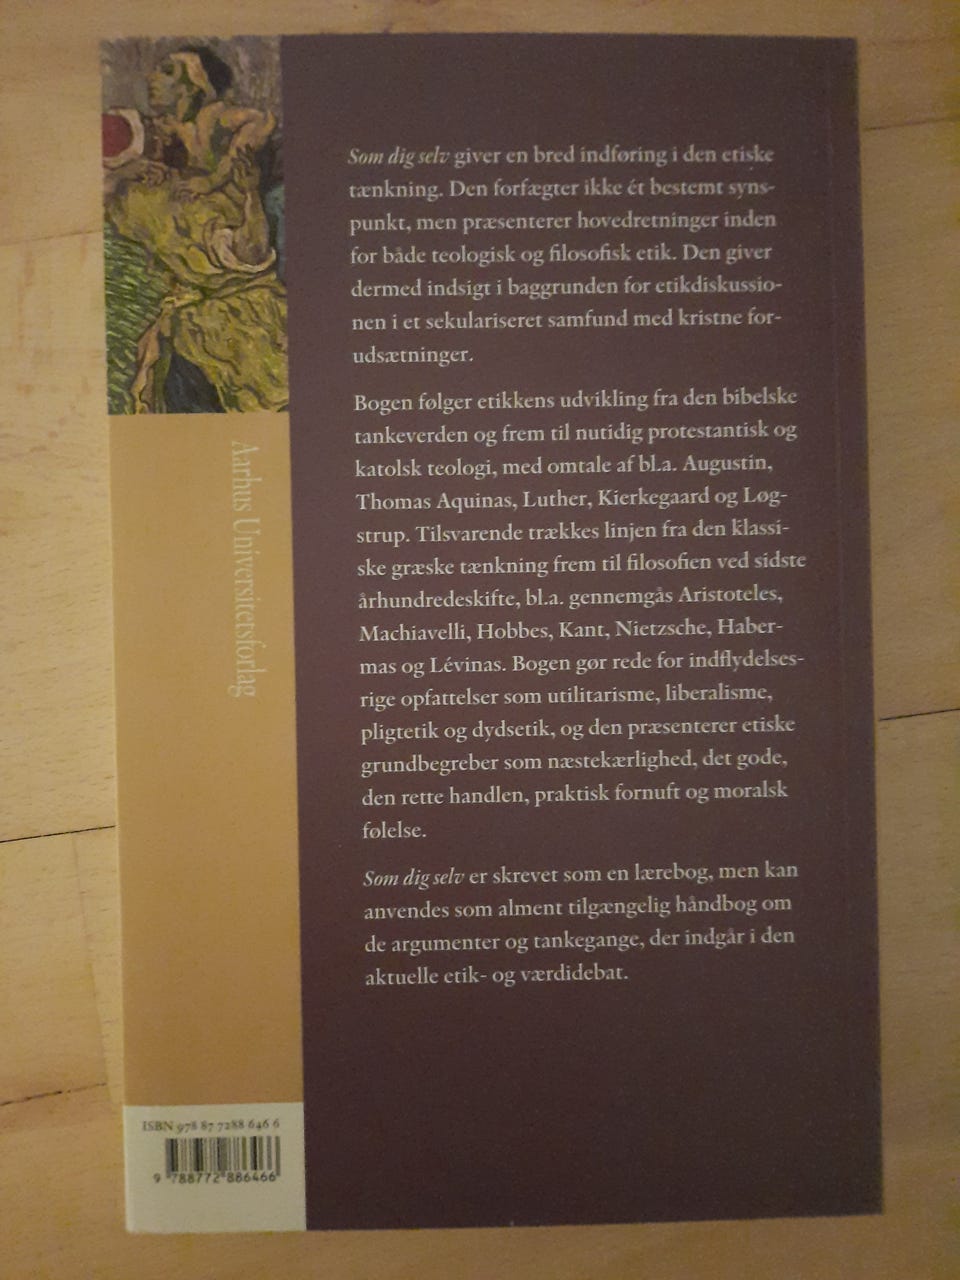 Som dig selv giver en bred indføring i den etiske
tænkning. Den forfægter ikke ét bestemt syns-
punkt, men præsenterer hovedretninger inden
for både teologisk og filosofisk etik. Den giver
dermed indsigt i baggrunden for etikdiskussio-
nen i et sekulariseret samfund med kristne for-
udsætninger.
Bogen følger etikkens udvikling fra den bibelske
tankeverden og frem til nutidig protestantisk og
katolsk teologi, med omtale af bl.a. Augustin,
Thomas Aquinas, Luther, Kierkegaard og Løg-
strup. Tilsvarende trækkes linjen fra den klassi-
ske græske tænkning frem til filosofien ved sidste
århundredeskifte, bl.a. gennemgås Aristoteles,
Machiavelli, Hobbes, Kant, Nietzsche, Haber-
mas og Lévinas. Bogen gør rede for indflydelses-
rige opfattelser som utilitarisme, liberalisme,
pligtetik og dydsetik, og den præsenterer etiske
grundbegreber som næstekærlighed, det gode,
den rette handlen, praktisk fornuft og moralsk
følelse.
Som dig selv er skrevet som en lærebog, men kan
anvendes som alment tilgængelig håndbog om
de argumenter og tankegange, der indgår i den
aktuelle etik- og værdidebat.
Aarhus Universitetsforlag
ISBN 978 87 7288 646 6
9 788772 886466